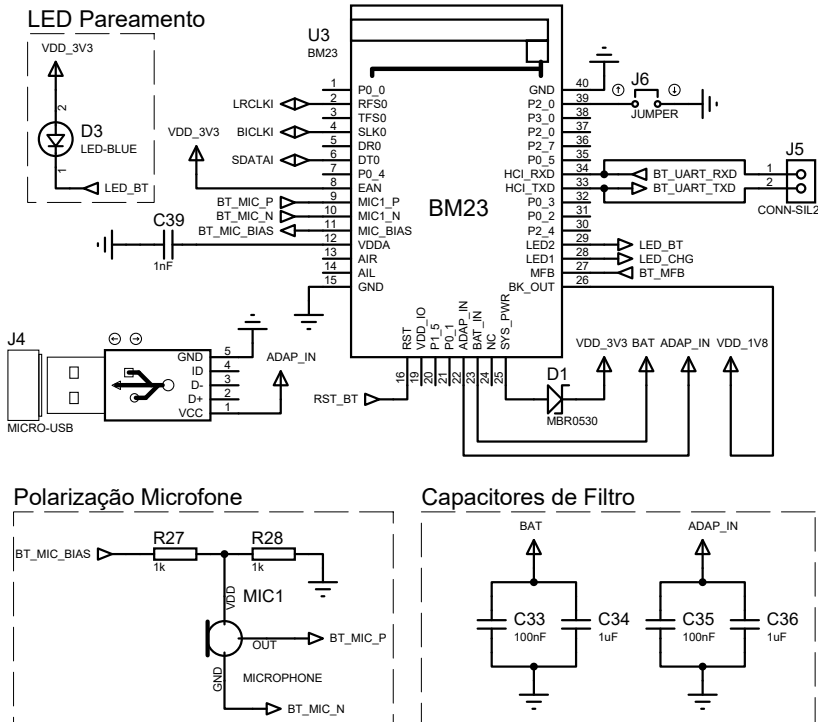 LED Pareamento
VDD_3V3
2
D3
LED-BLUE
1
LED_BT
U3
BM23
BM23
1 P0_0
LRCLKI 2 RFS0
3 TFS0
BICLKI 4 SLK0
5 DR0
SDATAI 6 DT0
7 P0_4
VDD_3V3 8 EAN
BT_MIC_P 9 MIC1_P
BT_MIC_N 10 MIC1_N
BT_MIC_BIAS 11 MIC_BIAS
12 VDDA
13 AIR
14 AIL
15 GND
C39
1nF
GND 40
P2_0 39
P3_0 38
P2_0 37
P2_7 36
P0_5 35
HCI_RXD 34 BT_UART_RXD
HCI_TXD 33 BT_UART_TXD
P0_3 32
P0_2 31
P2_4 30
LED2 29 LED_BT
LED1 28 LED_CHG
MFB 27 BT_MFB
BK_OUT 26
J6
JUMPER
J5
1
2
CONN-SIL2
RST 16
VDD_IO 19
P1_5 20
P0_1 21
ADAP_IN 22
BAT_IN 23
NC 24
SYS_PWR 25
RST_BT
D1
MBR0530
VDD_3V3 BAT ADAP_IN VDD_1V8
J4
MICRO-USB
GND 5
ID 4
D- 3
D+ 2
VCC 1
ADAP_IN
Polarização Microfone
BT_MIC_BIAS
R27
1k
R28
1k
VDD
MIC1
OUT
BT_MIC_P
GND
MICROPHONE
BT_MIC_N
Capacitores de Filtro
BAT
C33
100nF
C34
1uF
ADAP_IN
C35
100nF
C36
1uF